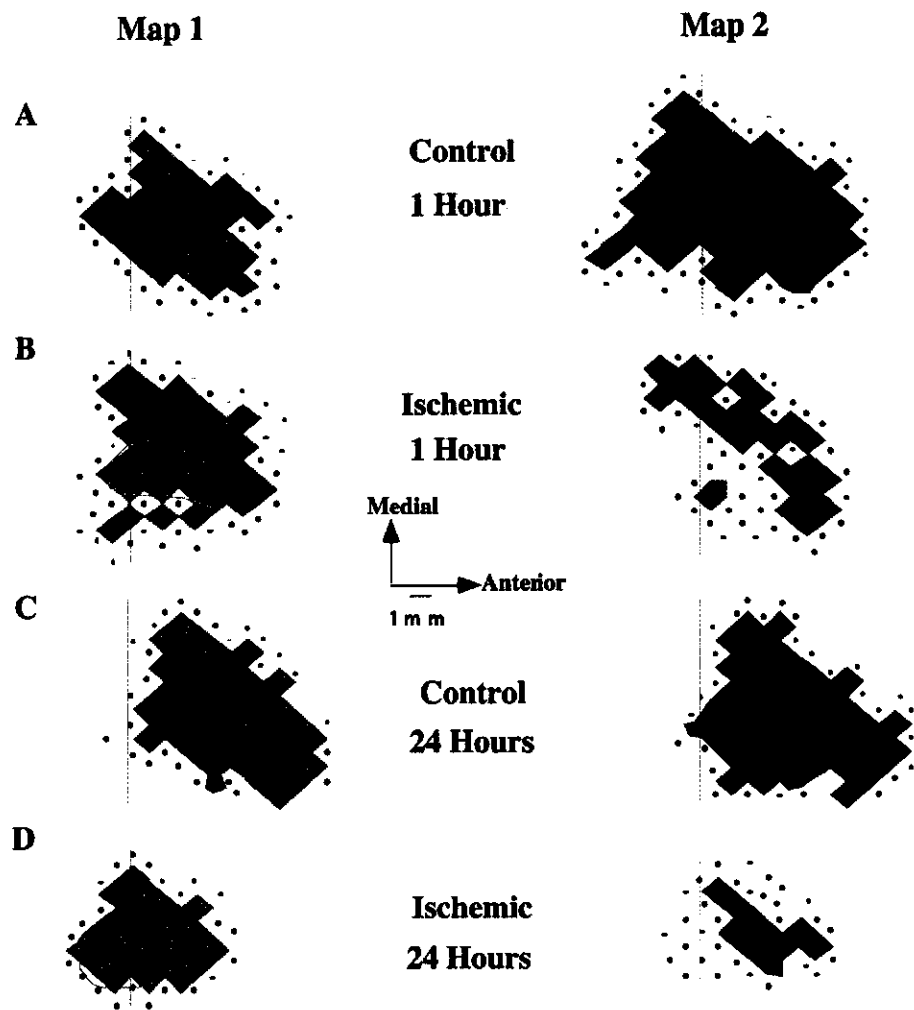 Map 1
Map 2
A
Control
1 Hour
B
Ischemic
1 Hour
Medial
Anterior
1 m m
C
Control
24 Hours
D
Ischemic
24 Hours